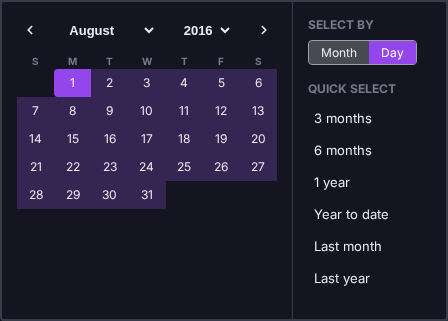 August 2016
S M T W T F S
1 2 3 4 5 6
7 8 9 10 11 12 13
14 15 16 17 18 19 20
21 22 23 24 25 26 27
28 29 30 31
SELECT BY
Month Day
QUICK SELECT
3 months
6 months
1 year
Year to date
Last month
Last year